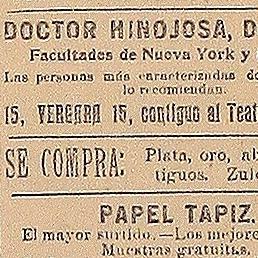 DOCTOR HINOJOSA, D
Facultades de Nueva York y
Las personas más caracterizadas d
lo recomiendan.
15, VERGARA 15, contiguo al Teat
SE COMPRA: Plata, oro, al
tiguos. Zul
PAPEL TAPIZ.
El mayor surtido.—Los mejore
Muestras gratuitas.